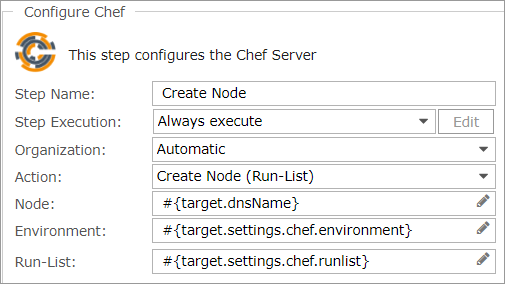 Configure Chef
This step configures the Chef Server
Step Name: Create Node
Step Execution: Always execute Edit
Organization: Automatic
Action: Create Node (Run-List)
Node: #{target.dnsName}
Environment: #{target.settings.chef.environment}
Run-List: #{target.settings.chef.runlist}